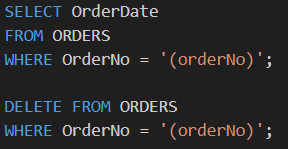 SELECT OrderDate
FROM ORDERS
WHERE OrderNo = '(orderNo)';
DELETE FROM ORDERS
WHERE OrderNo = '(orderNo)';